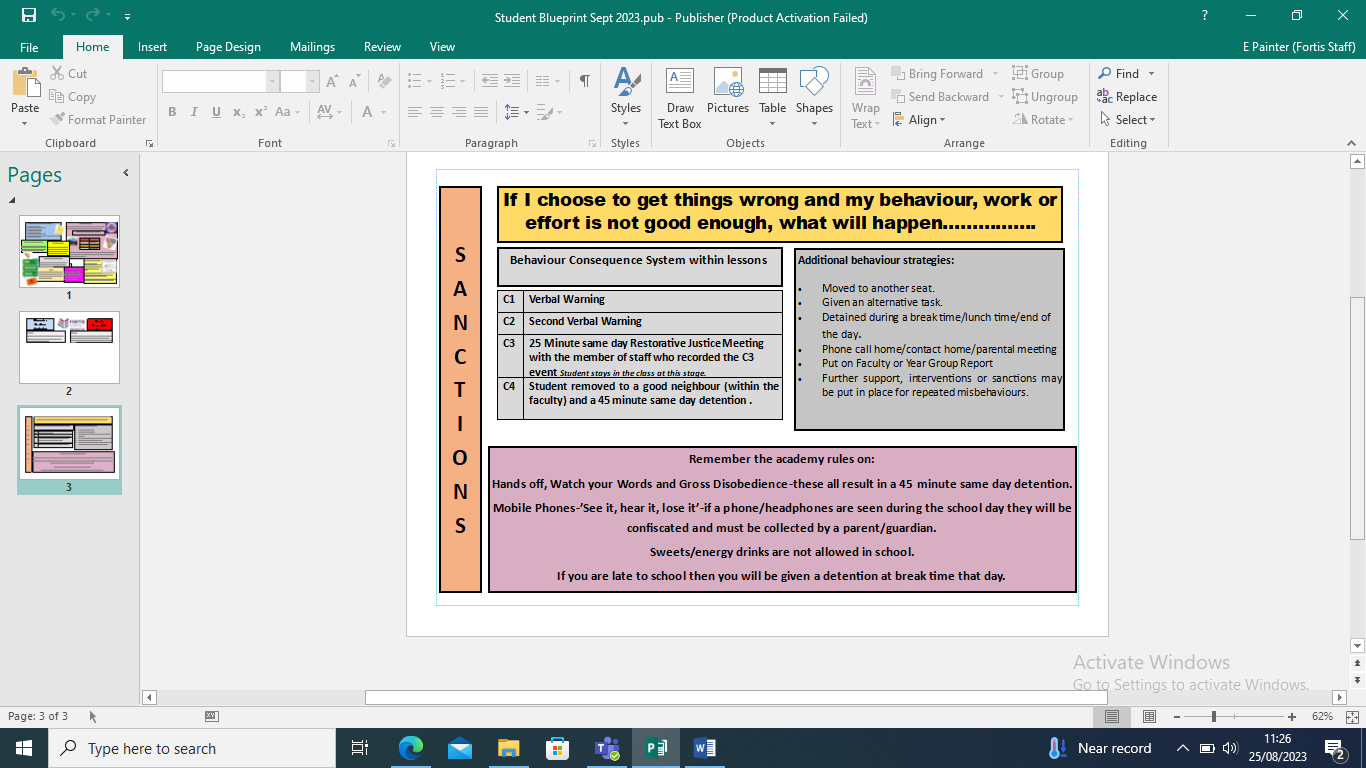 Student Blueprint Sept 2023.pub - Publisher (Product Activation Failed)
File Home Insert Page Design Mailings Review View E Painter (Fortis Staff)
Paste
Cut
Copy
Format Painter
Clipboard
B I U x₂ x² Aa AV A
Font
Paragraph
Styles
Styles
Draw Text Box
Pictures
Table
Shapes
Objects
Wrap Text
Bring Forward
Send Backward
Align
Group
Ungroup
Rotate
Arrange
Find
Replace
Select
Editing
Pages
1
2
3
SANCTIONS
If I choose to get things wrong and my behaviour, work or
effort is not good enough, what will happen................
Behaviour Consequence System within lessons
C1 Verbal Warning
C2 Second Verbal Warning
C3 25 Minute same day Restorative Justice Meeting
with the member of staff who recorded the C3
event Student stays in the class at this stage.
C4 Student removed to a good neighbour (within the
faculty) and a 45 minute same day detention .
Additional behaviour strategies:
• Moved to another seat.
• Given an alternative task.
• Detained during a break time/lunch time/end of
the day.
• Phone call home/contact home/parental meeting
• Put on Faculty or Year Group Report
• Further support, interventions or sanctions may
be put in place for repeated misbehaviours.
Remember the academy rules on:
Hands off, Watch your Words and Gross Disobedience-these all result in a 45 minute same day detention.
Mobile Phones-’See it, hear it, lose it’-if a phone/headphones are seen during the school day they will be
confiscated and must be collected by a parent/guardian.
Sweets/energy drinks are not allowed in school.
If you are late to school then you will be given a detention at break time that day.
Activate Windows
Go to Settings to activate Windows.
Page: 3 of 3
62%
Type here to search
Near record
11:26
25/08/2023
2